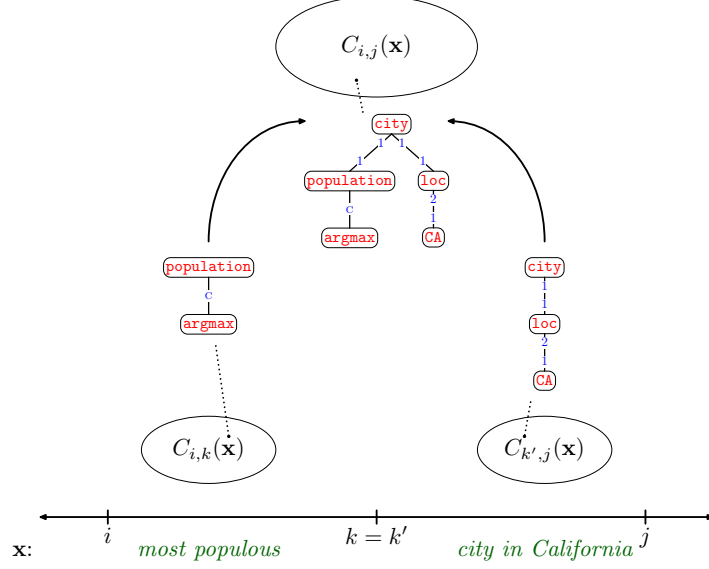 C_{i,j}(x)
city
1 1
1 1
population loc
c 2
1
argmax CA
population city
c 1
1
argmax loc
2
1
CA
C_{i,k}(x) C_{k′,j}(x)
i k = k′ j
x: most populous city in California